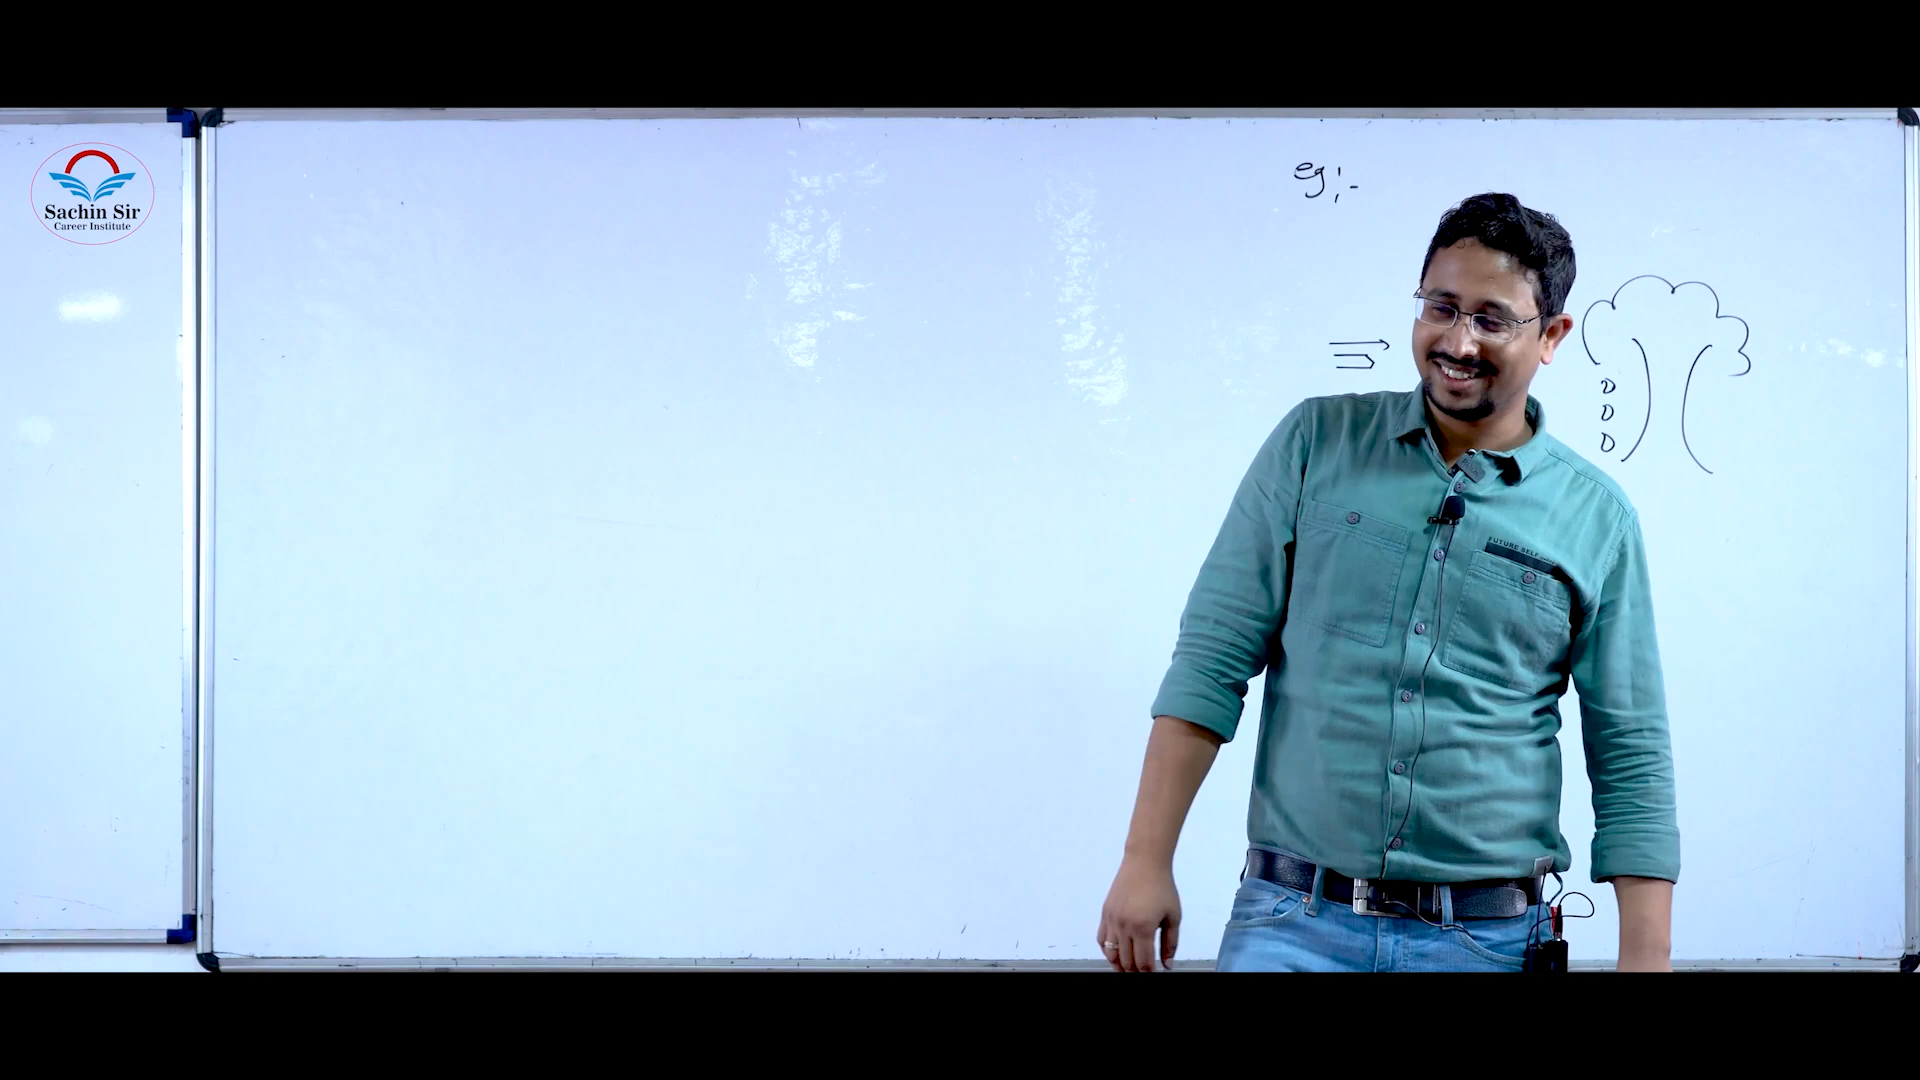 Sachin Sir
Career Institute
eg :-
D
D
D
FUTURE SELF